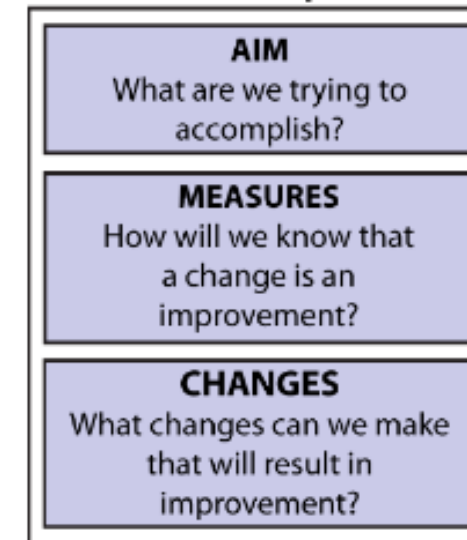 AIM
What are we trying to
accomplish?
MEASURES
How will we know that
a change is an
improvement?
CHANGES
What changes can we make
that will result in
improvement?